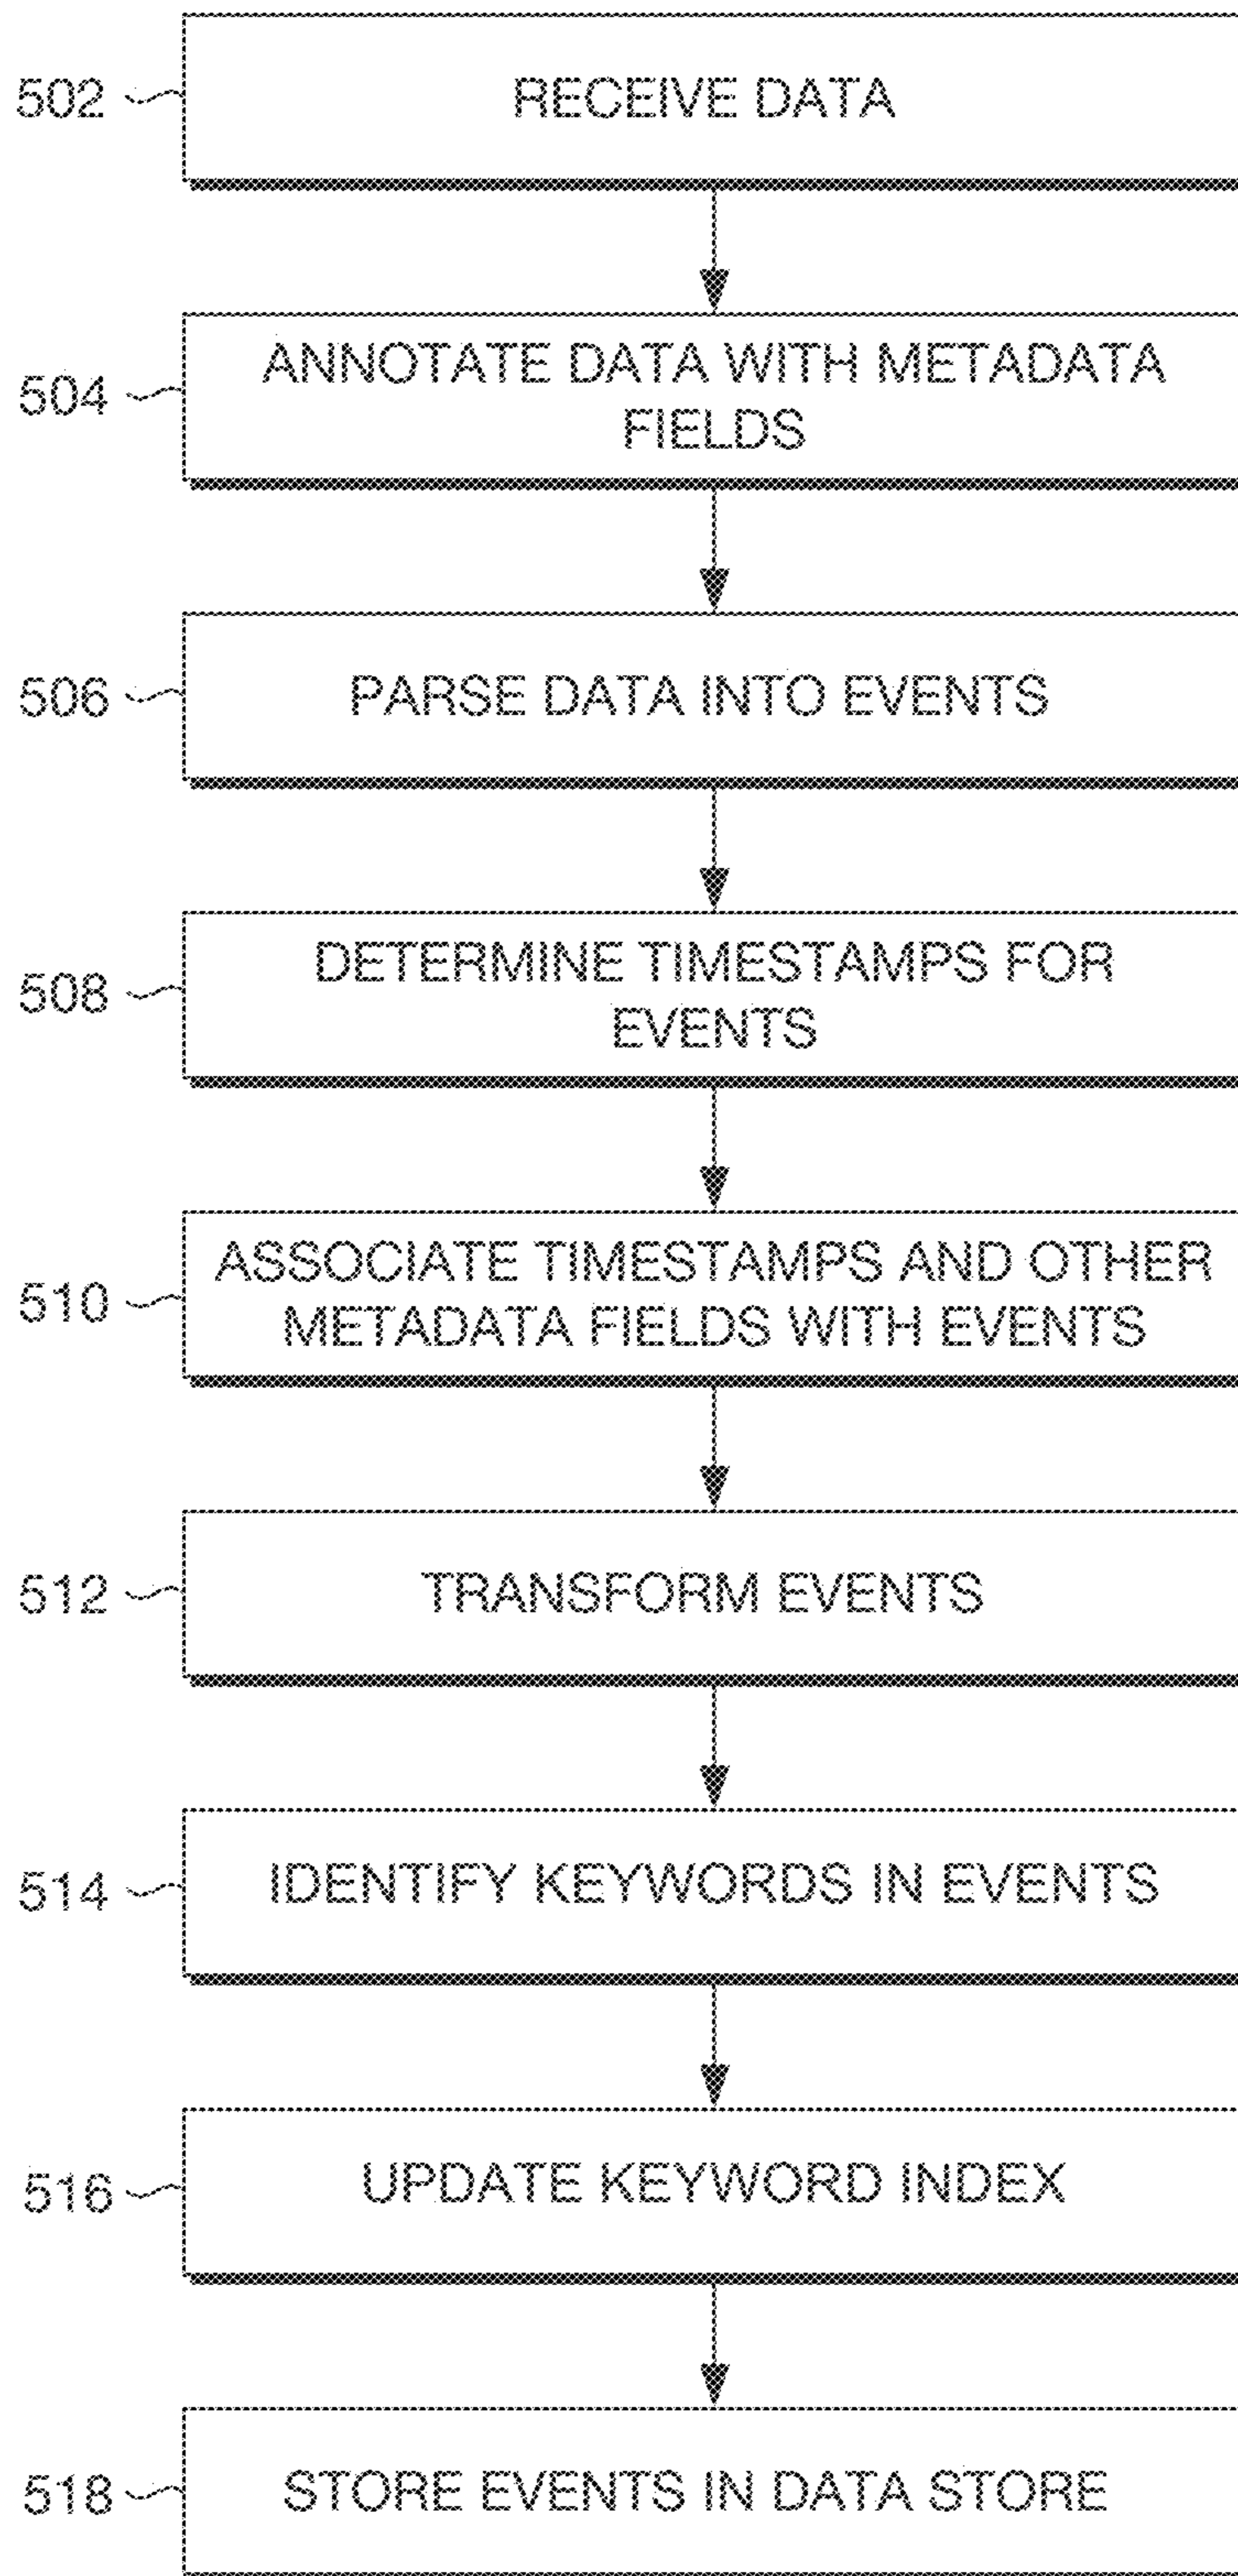 502
RECEIVE DATA
504
ANNOTATE DATA WITH METADATA
FIELDS
506
PARSE DATA INTO EVENTS
508
DETERMINE TIMESTAMPS FOR
EVENTS
510
ASSOCIATE TIMESTAMPS AND OTHER
METADATA FIELDS WITH EVENTS
512
TRANSFORM EVENTS
514
IDENTIFY KEYWORDS IN EVENTS
516
UPDATE KEYWORD INDEX
518
STORE EVENTS IN DATA STORE